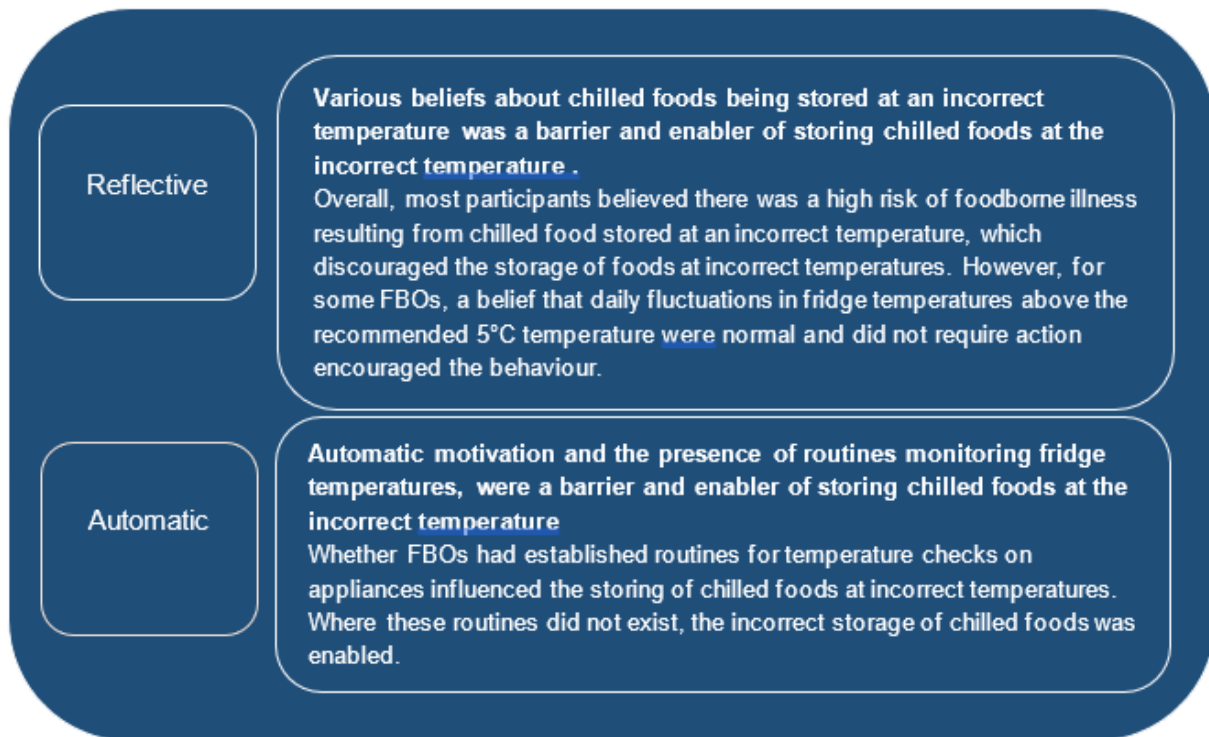 Reflective
Various beliefs about chilled foods being stored at an incorrect
temperature was a barrier and enabler of storing chilled foods at the
incorrect temperature .
Overall, most participants believed there was a high risk of foodborne illness
resulting from chilled food stored at an incorrect temperature, which
discouraged the storage of foods at incorrect temperatures. However, for
some FBOs, a belief that daily fluctuations in fridge temperatures above the
recommended 5°C temperature were normal and did not require action
encouraged the behaviour.
Automatic
Automatic motivation and the presence of routines monitoring fridge
temperatures, were a barrier and enabler of storing chilled foods at the
incorrect temperature
Whether FBOs had established routines for temperature checks on
appliances influenced the storing of chilled foods at incorrect temperatures.
Where these routines did not exist, the incorrect storage of chilled foods was
enabled.